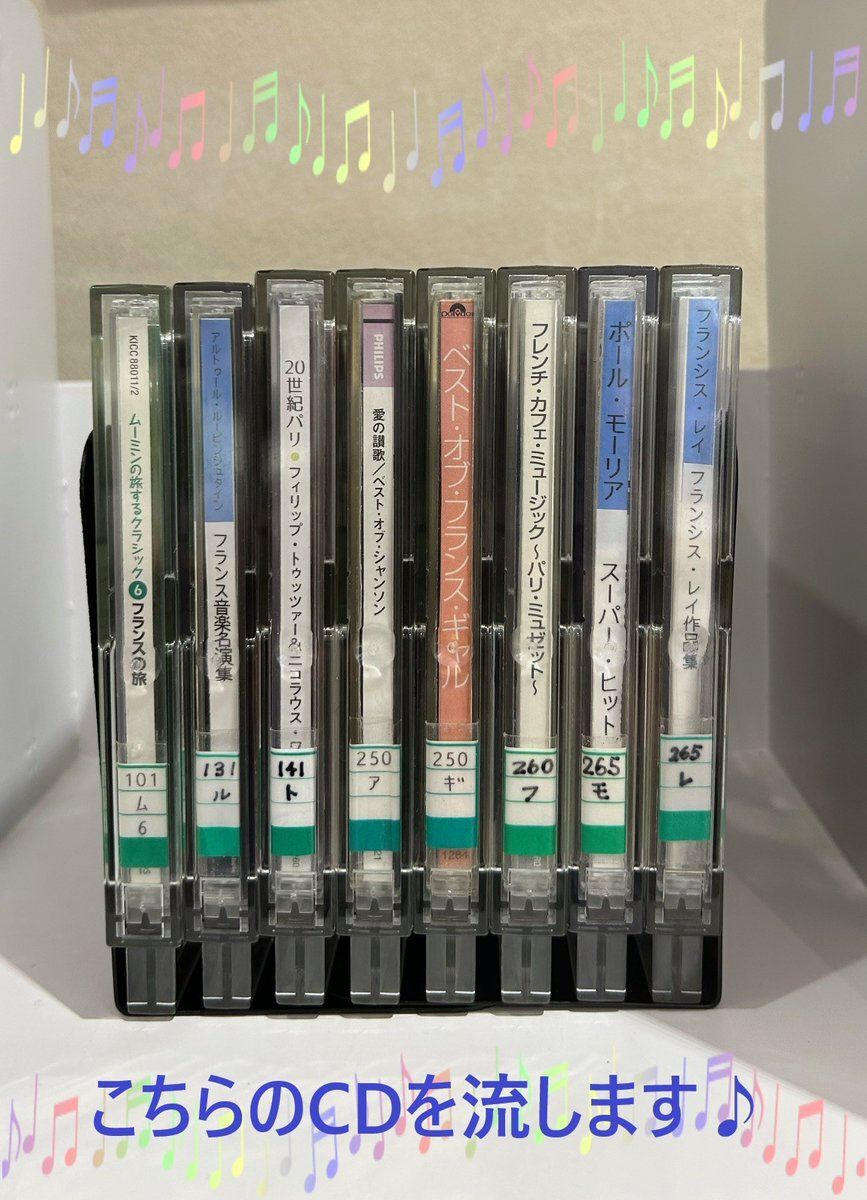 KICC 88011/2
ムーミンの旅するクラシック6 フランスの旅
101
ム
6
アルトゥール・ルービンシュタイン
フランス音楽名演集
131
ル
20世紀パリ・フィリップ・トゥッツァー&ニコラウス・ワ
141
ト
PHILIPS
愛の讃歌/ベスト・オブ・シャンソン
250
ア
ベスト・オブ・フランス・ギャル
250
ギ
1284
フレンチ・カフェ・ミュージック〜パリ・ミュゼット〜
260
フ
ポール・モーリア
スーパー・ヒット
265
モ
フランシス・レイ
フランシス・レイ作品集
265
レ
こちらのCDを流します♪